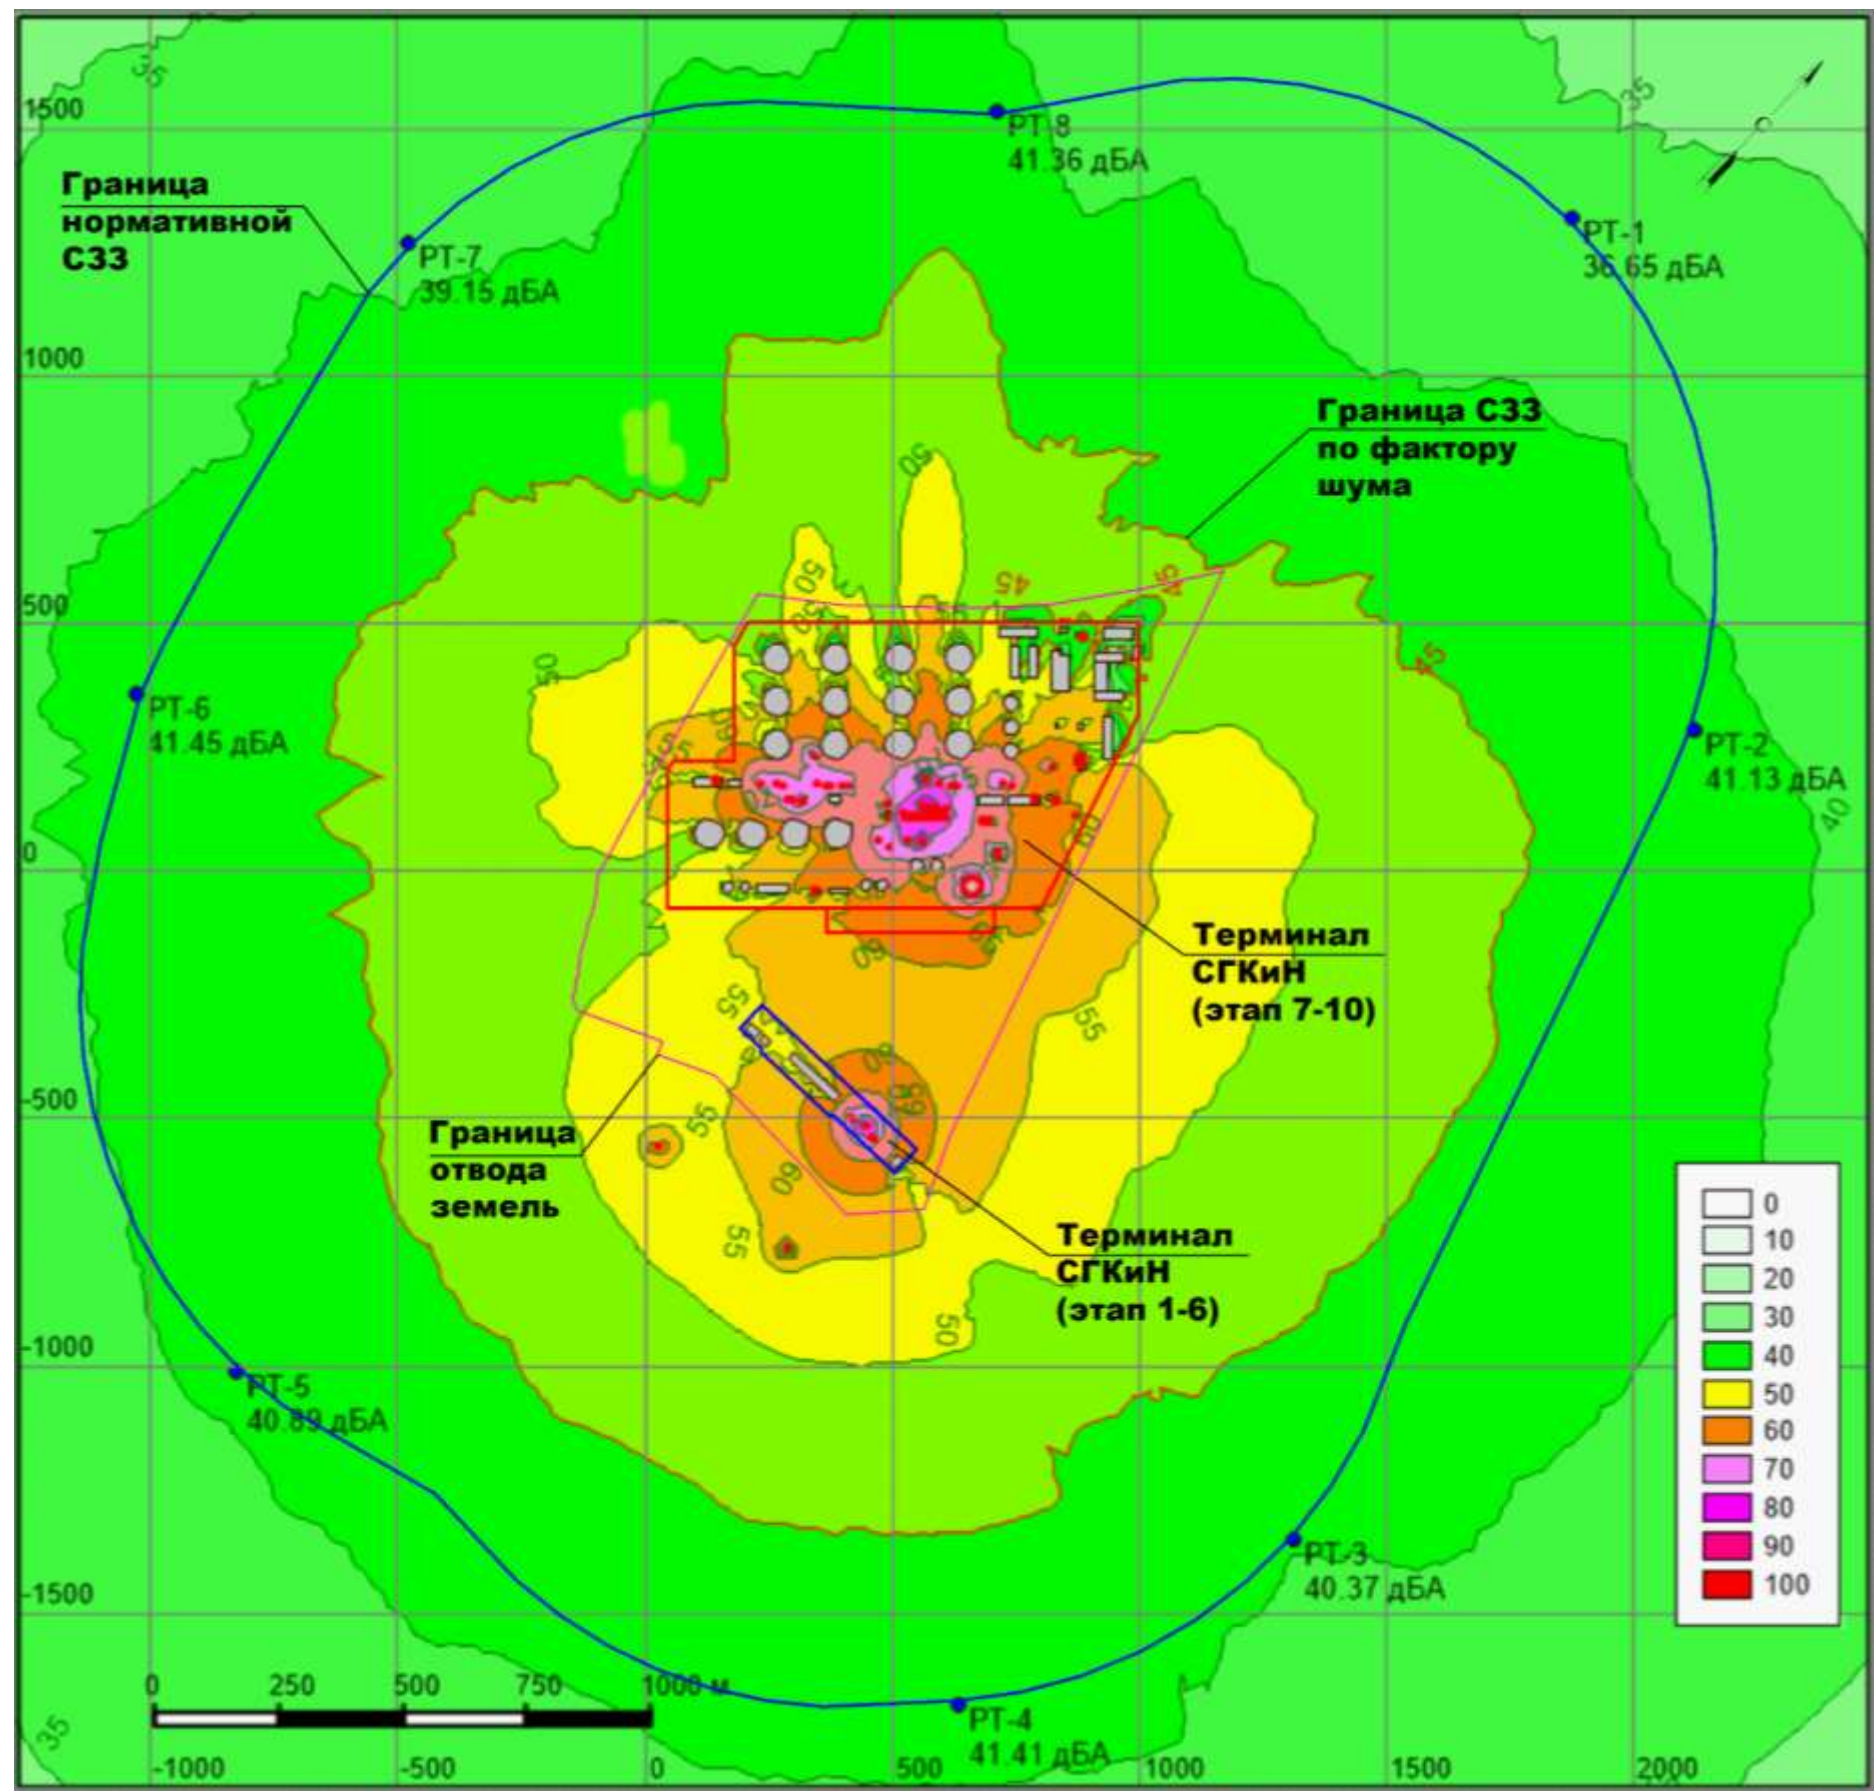 35
35
1500
РТ-8
41.36 дБА
Граница
нормативной
СЗЗ
РТ-1
36.65 дБА
РТ-7
39.15 дБА
1000
Граница СЗЗ
по фактору
шума
50
50
45
45
500
50
45
РТ-6
41.45 дБА
РТ-2
41.13 дБА
60
55
60
40
0
Терминал
СГКиН
(этап 7-10)
60
55
55
60
65
-500
55
Граница
отвода
земель
60
55
Терминал
СГКиН
(этап 1-6)
50
0
10
20
30
40
50
60
70
80
90
100
-1000
РТ-5
40.89 дБА
РТ-3
40.37 дБА
-1500
0 250 500 750 1000 м
РТ-4
41.41 дБА
35
-1000 -500 0 500 1000 1500 2000